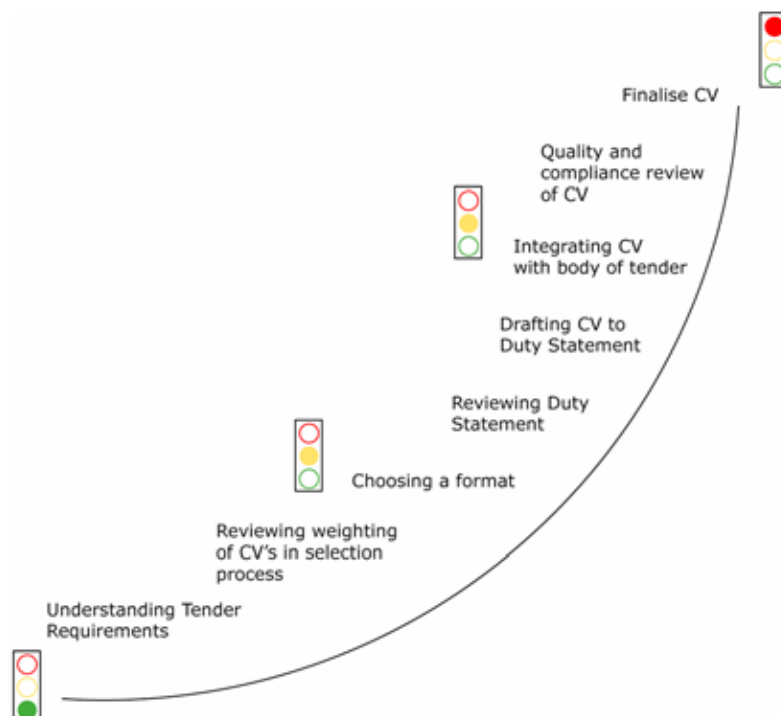 Finalise CV
Quality and
compliance review
of CV
Integrating CV
with body of tender
Drafting CV to
Duty Statement
Reviewing Duty
Statement
Choosing a format
Reviewing weighting
of CV's in selection
process
Understanding Tender
Requirements